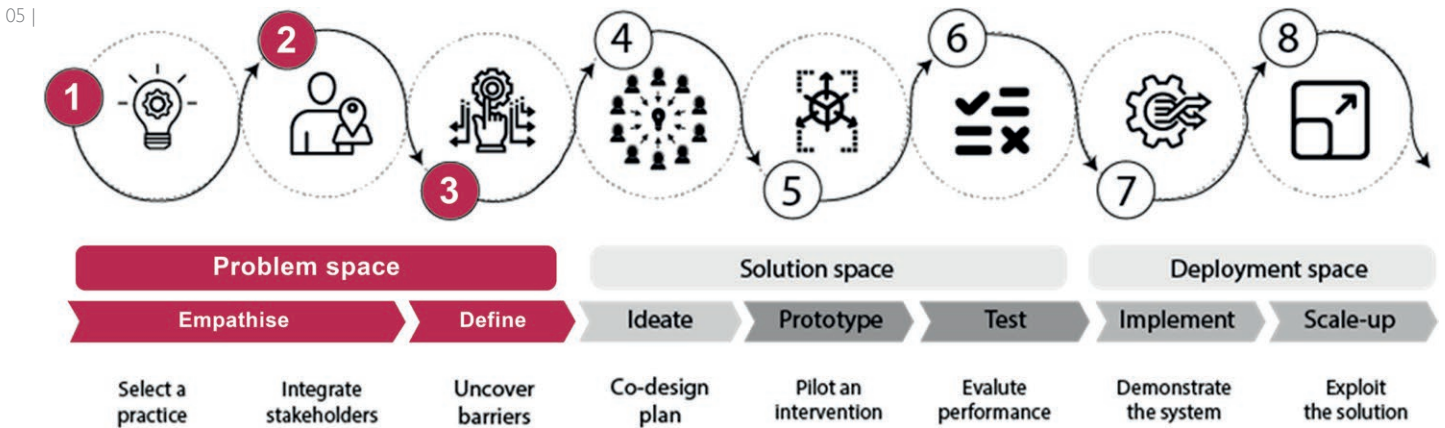 05 |
1
2
3
4
5
6
7
8
Problem space
Solution space
Deployment space
Empathise
Define
Ideate
Prototype
Test
Implement
Scale-up
Select a
practice
Integrate
stakeholders
Uncover
barriers
Co-design
plan
Pilot an
intervention
Evalute
performance
Demonstrate
the system
Exploit
the solution